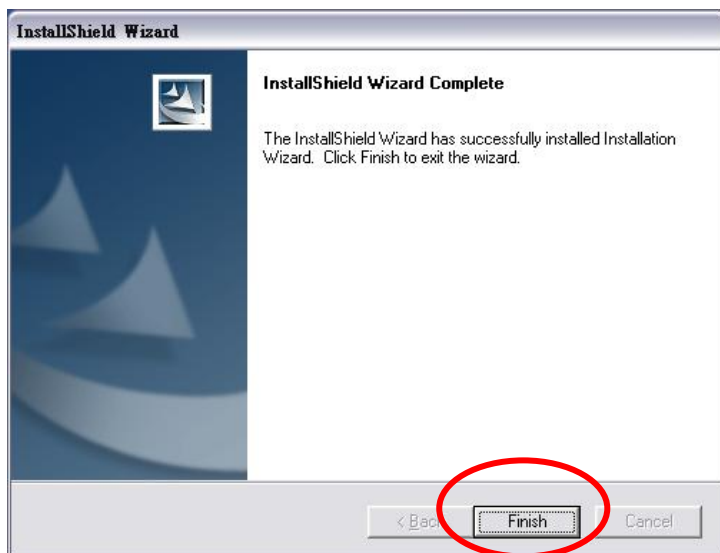 InstallShield Wizard
InstallShield Wizard Complete
The InstallShield Wizard has successfully installed Installation
Wizard. Click Finish to exit the wizard.
< Back Finish Cancel